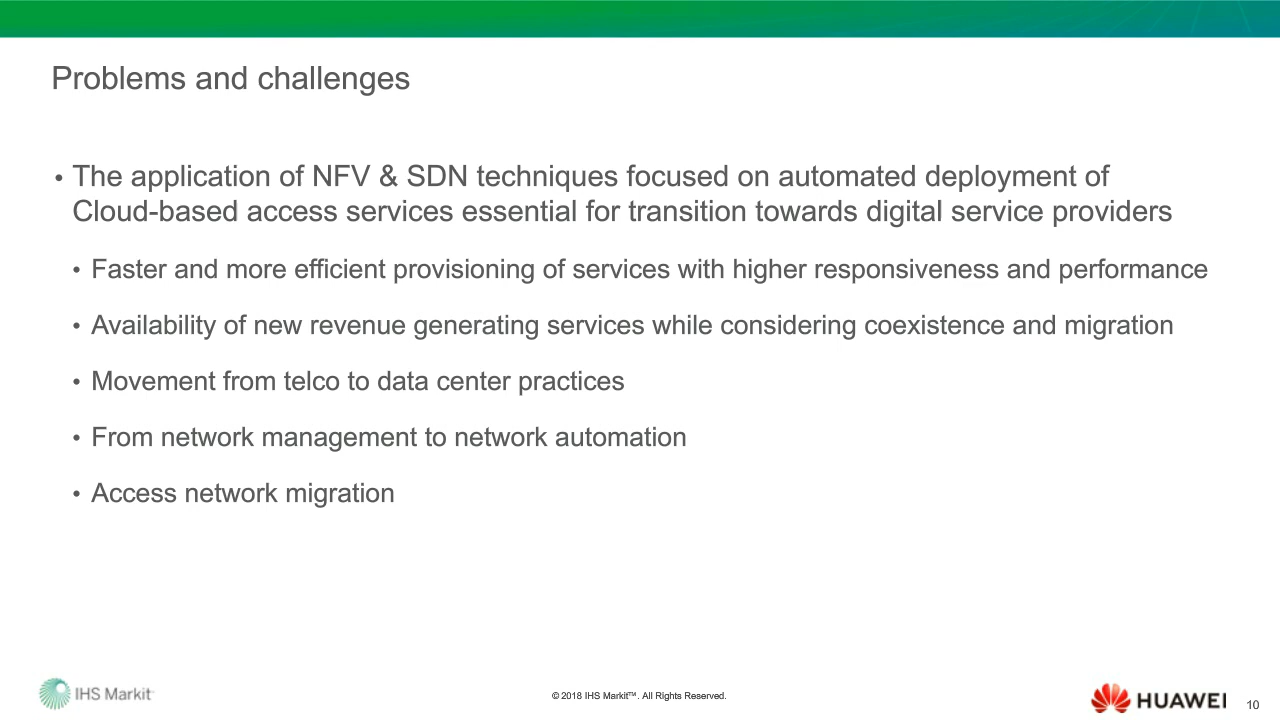 Problems and challenges
• The application of NFV & SDN techniques focused on automated deployment of
Cloud-based access services essential for transition towards digital service providers
• Faster and more efficient provisioning of services with higher responsiveness and performance
• Availability of new revenue generating services while considering coexistence and migration
• Movement from telco to data center practices
• From network management to network automation
• Access network migration
IHS Markit™
© 2018 IHS Markit™. All Rights Reserved.
HUAWEI
10